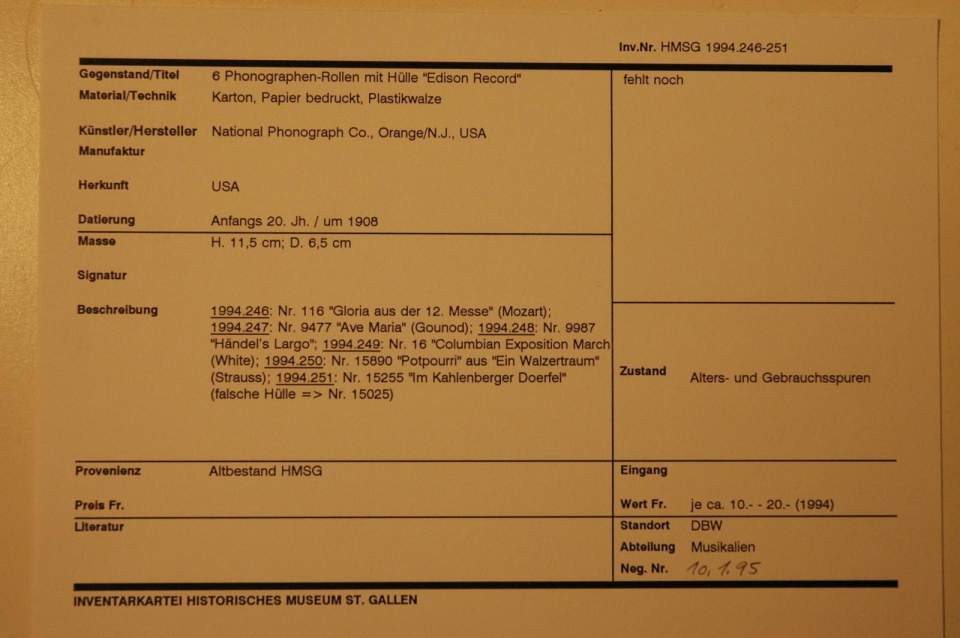 Inv.Nr. HMSG 1994.246-251
Gegenstand/Titel 6 Phonographen-Rollen mit Hülle "Edison Record"
fehlt noch
Material/Technik Karton, Papier bedruckt, Plastikwalze
Künstler/Hersteller National Phonograph Co., Orange/N.J., USA
Manufaktur
Herkunft USA
Datierung Anfangs 20. Jh. / um 1908
Masse H. 11,5 cm; D. 6,5 cm
Signatur
Beschreibung 1994.246: Nr. 116 "Gloria aus der 12. Messe" (Mozart);
1994.247: Nr. 9477 "Ave Maria" (Gounod); 1994.248: Nr. 9987
"Händel's Largo"; 1994.249: Nr. 16 "Columbian Exposition March
(White); 1994.250: Nr. 15890 "Potpourri" aus "Ein Walzertraum"
(Strauss); 1994.251: Nr. 15255 "Im Kahlenberger Doerfel"
(falsche Hülle => Nr. 15025)
Zustand Alters- und Gebrauchsspuren
Provenienz Altbestand HMSG
Eingang
Preis Fr.
Wert Fr. je ca. 10.- - 20.- (1994)
Literatur
Standort DBW
Abteilung Musikalien
Neg. Nr. 10.1.95
INVENTARKARTEI HISTORISCHES MUSEUM ST. GALLEN